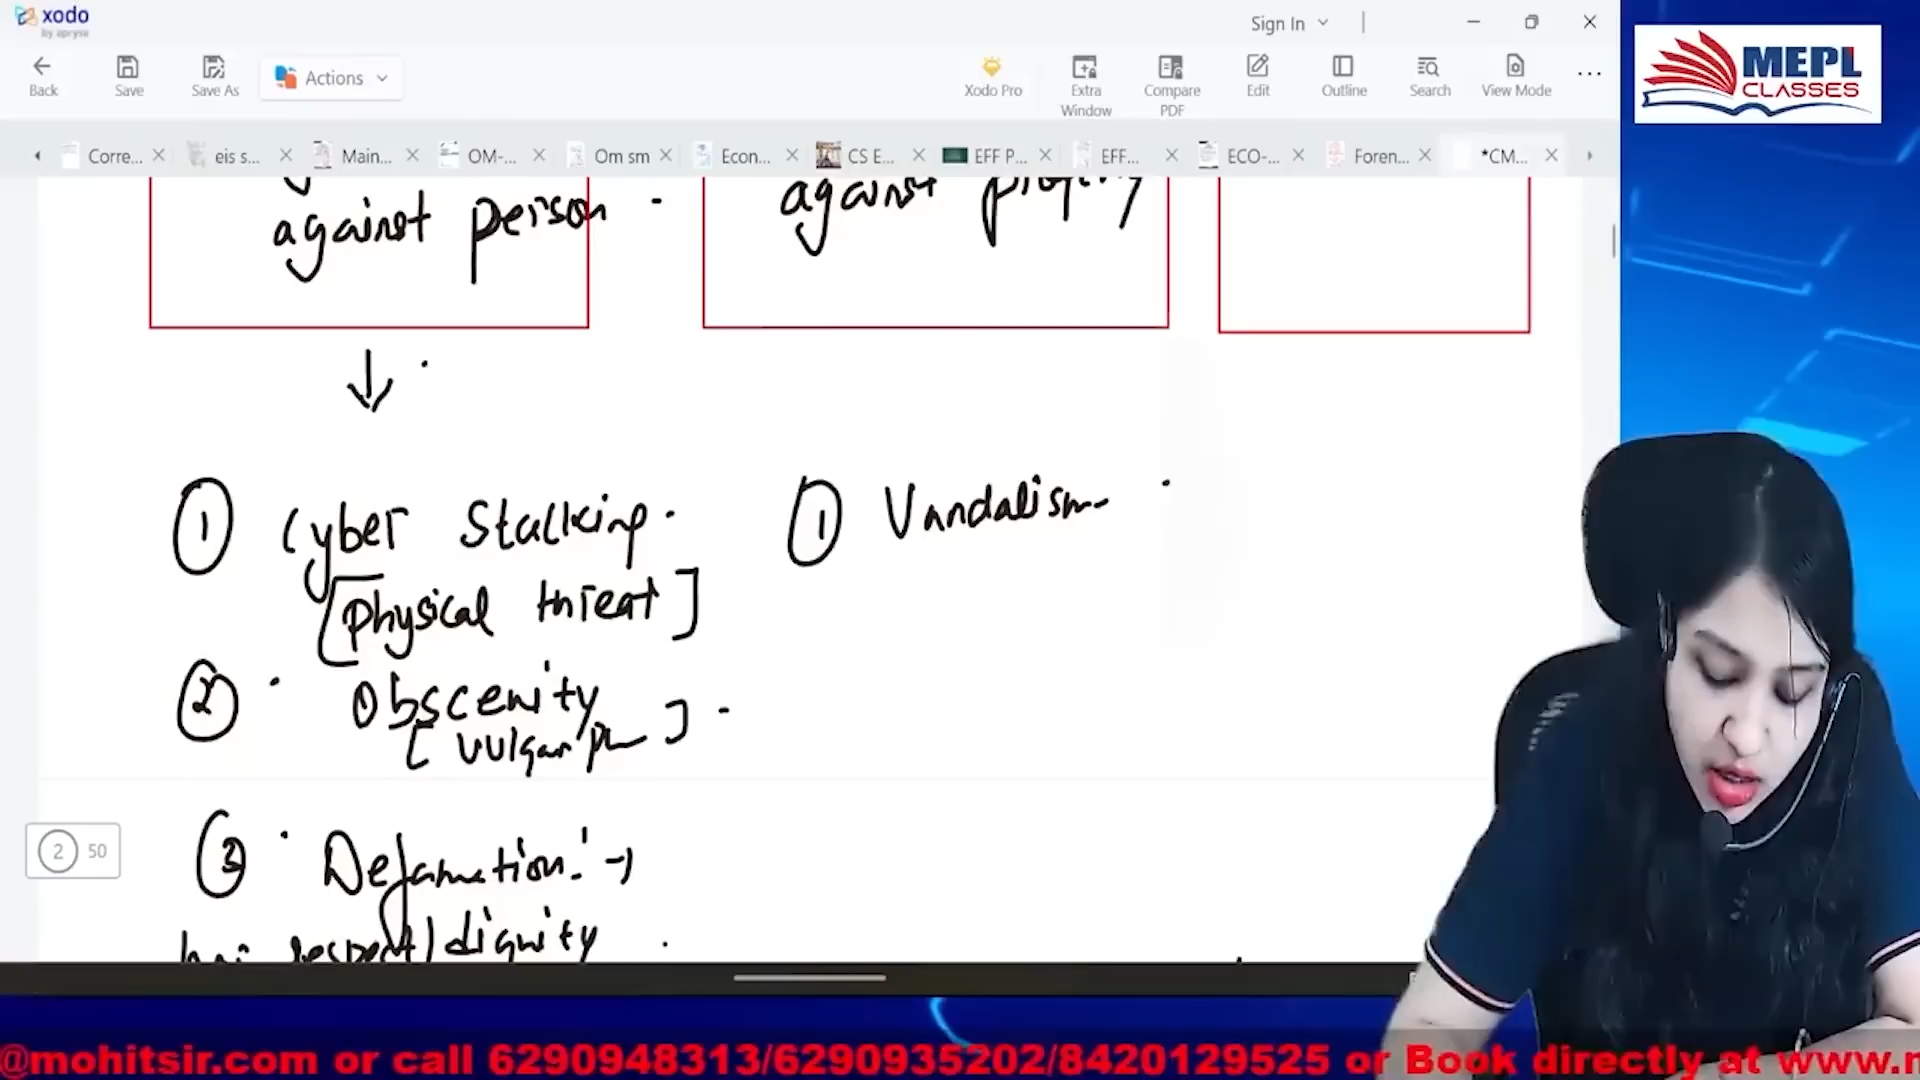 xodo
by apryse
Sign In
Back
Save
Save As
Actions
Xodo Pro
Extra Window
Compare PDF
Edit
Outline
Search
View Mode
...
MEPL
CLASSES
Corre...
eis s...
Main...
OM-...
Om sm
Econ...
CS E...
EFF P...
EFF...
ECO-...
Foren...
*CM...
against person
against
① Cyber Stalking
[Physical threat]
② Obscenity
[Vulgar
③ Defamation:→
respect/dignity
① Vandalism
2 50
@mohitsir.com or call 6290948313/6290935202/8420129525 or Book directly at www.